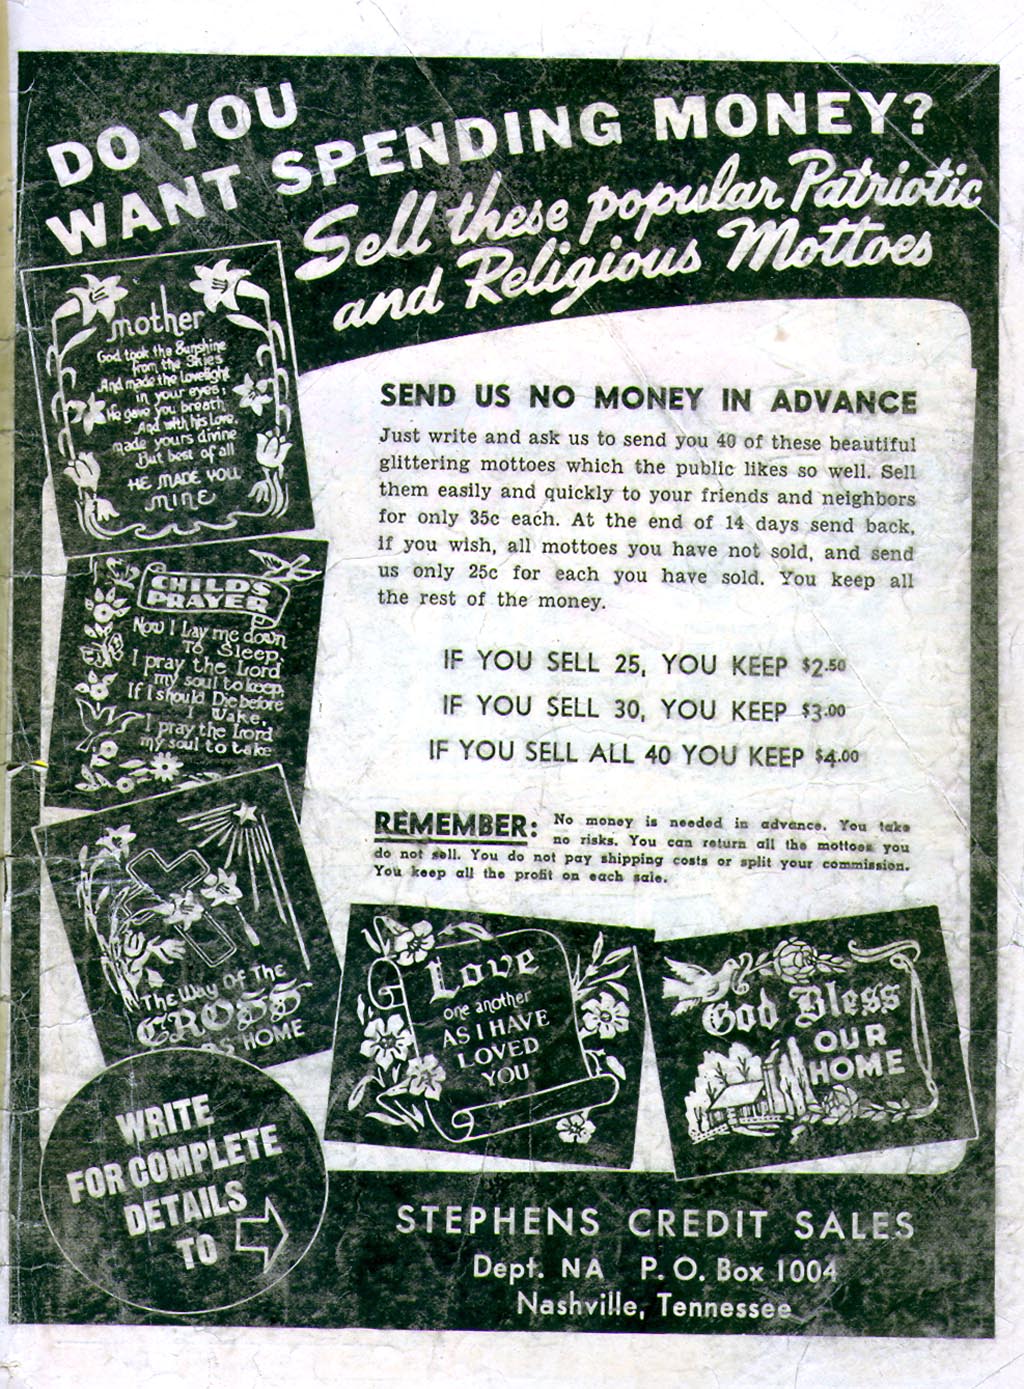 DO YOU
WANT SPENDING MONEY?
Sell these popular Patriotic
and Religious Mottoes
mother
God took the Sunshine
from the Skies
And made the Lovelight
in your eyes;
He gave you breath
And with his love,
made yours divine
But best of all
HE MADE YOU
MINE
CHILD'S
PRAYER
Now I Lay me down
To Sleep,
I pray the Lord
my soul to keep,
If I should Die before
I Wake,
I pray the Lord
my soul to take
The Way Of The
CROSS
HOME
SEND US NO MONEY IN ADVANCE
Just write and ask us to send you 40 of these beautiful
glittering mottoes which the public likes so well. Sell
them easily and quickly to your friends and neighbors
for only 35c each. At the end of 14 days send back,
if you wish, all mottoes you have not sold, and send
us only 25c for each you have sold. You keep all
the rest of the money.
IF YOU SELL 25, YOU KEEP $2.50
IF YOU SELL 30, YOU KEEP $3.00
IF YOU SELL ALL 40 YOU KEEP $4.00
REMEMBER: No money is needed in advance. You take
no risks. You can return all the mottoes you
do not sell. You do not pay shipping costs or split your commission.
You keep all the profit on each sale.
Love
one another
AS I HAVE
LOVED
YOU
God Bless
OUR
HOME
WRITE
FOR COMPLETE
DETAILS
TO
STEPHENS CREDIT SALES
Dept. NA P. O. Box 1004
Nashville, Tennessee